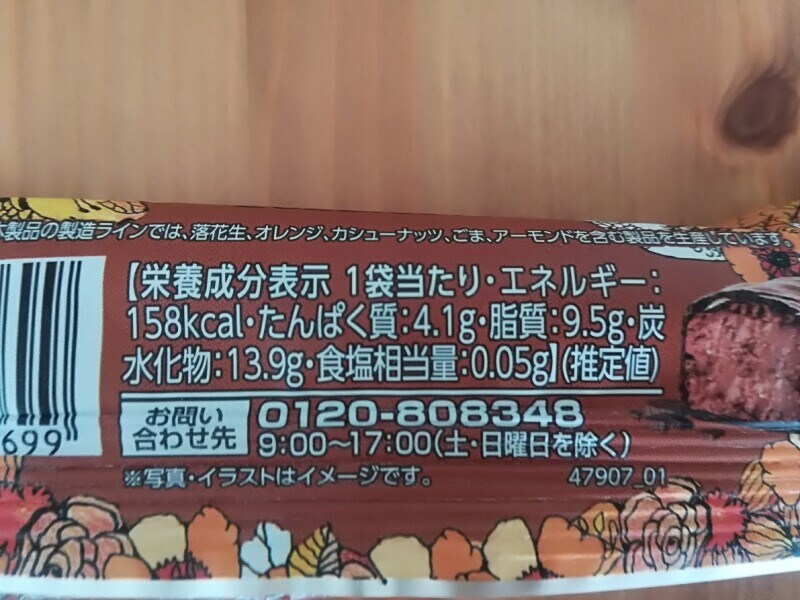 本製品の製造ラインでは、落花生、オレンジ、カシューナッツ、ごま、アーモンドを含む製品を生産しています。
【栄養成分表示 1袋当たり・エネルギー：
158kcal・たんぱく質：4.1g・脂質：9.5g・炭
水化物：13.9g・食塩相当量：0.05g】(推定値)
お問い
合わせ先
0120-808348
9:00～17:00(土・日曜日を除く)
※写真・イラストはイメージです。
47907_01
699